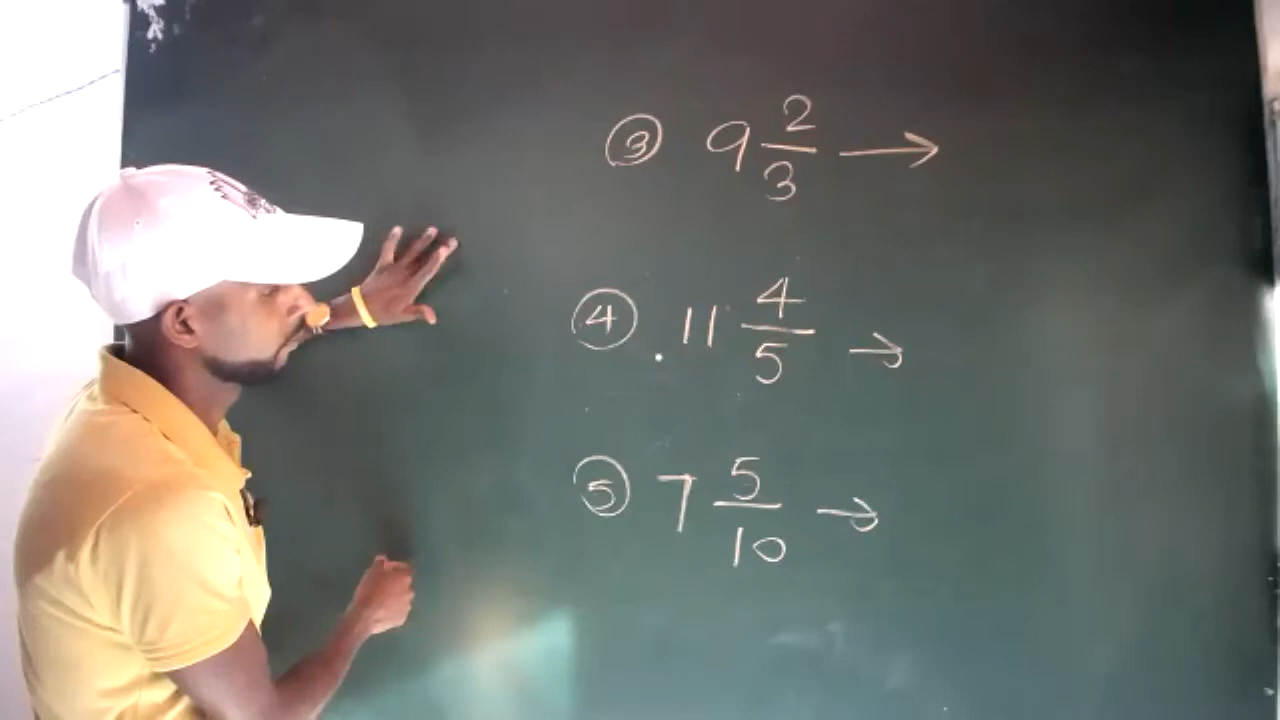 ③ 9 2/3 →
④ .11 4/5 →
⑤ 7 5/10 →